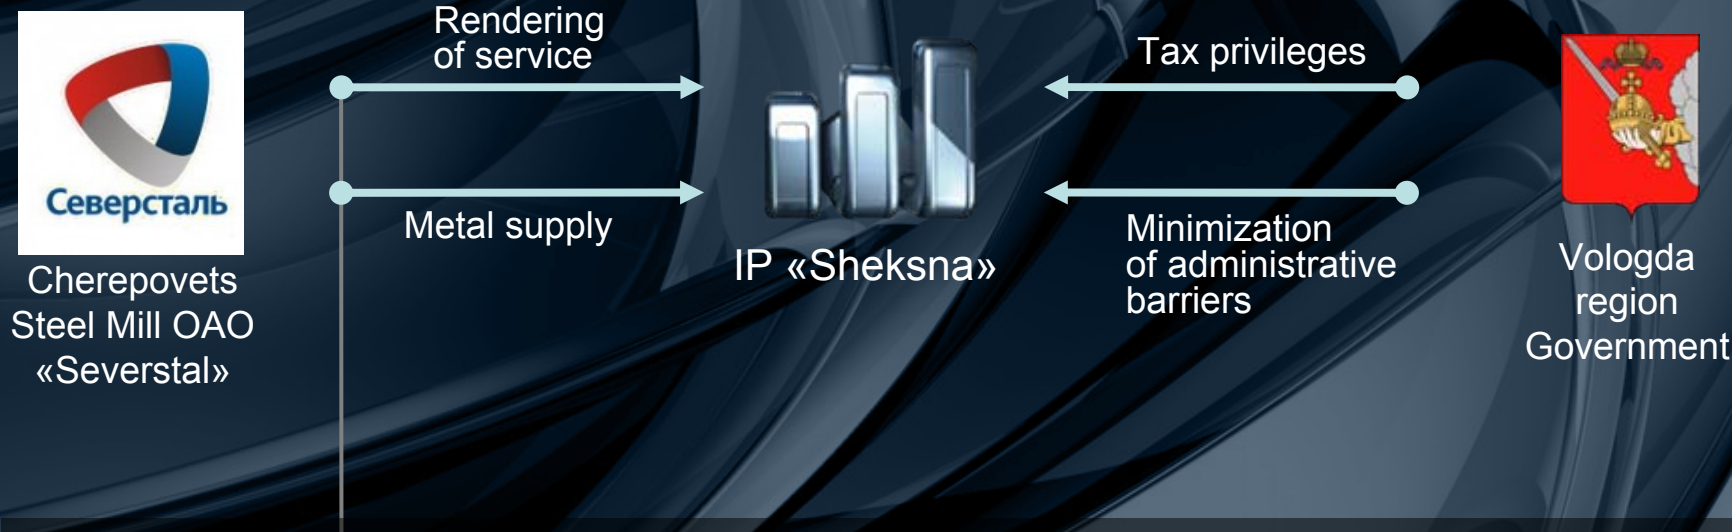 Rendering
of service
Tax privileges
Северсталь
Metal supply
Minimization
of administrative
barriers
IP «Sheksna»
Cherepovets
Steel Mill OAO
«Severstal»
Vologda
region
Government